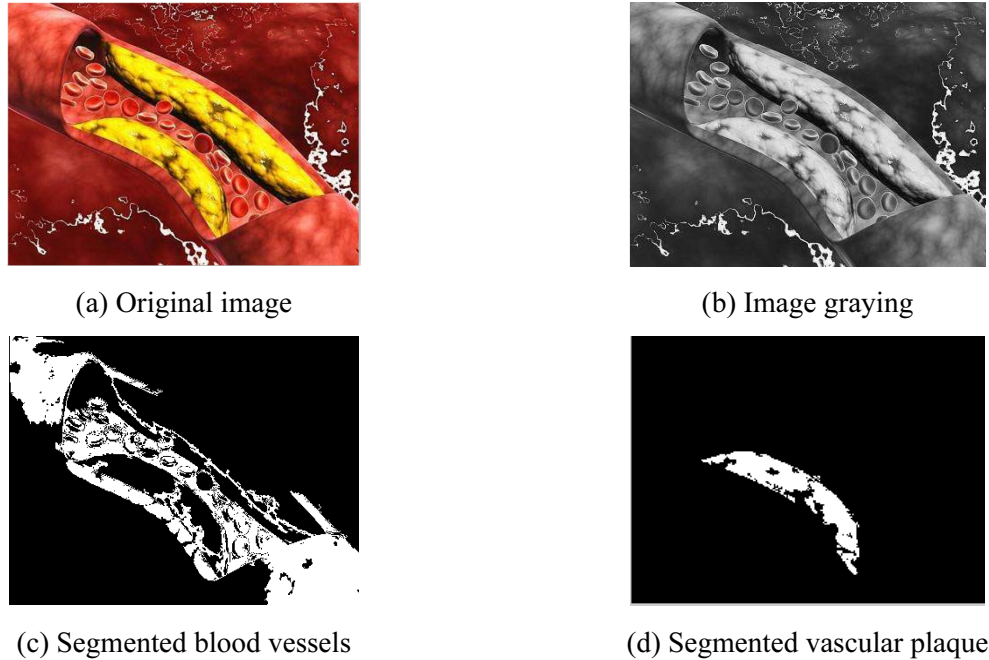 (a) Original image
(b) Image graying
(c) Segmented blood vessels
(d) Segmented vascular plaque